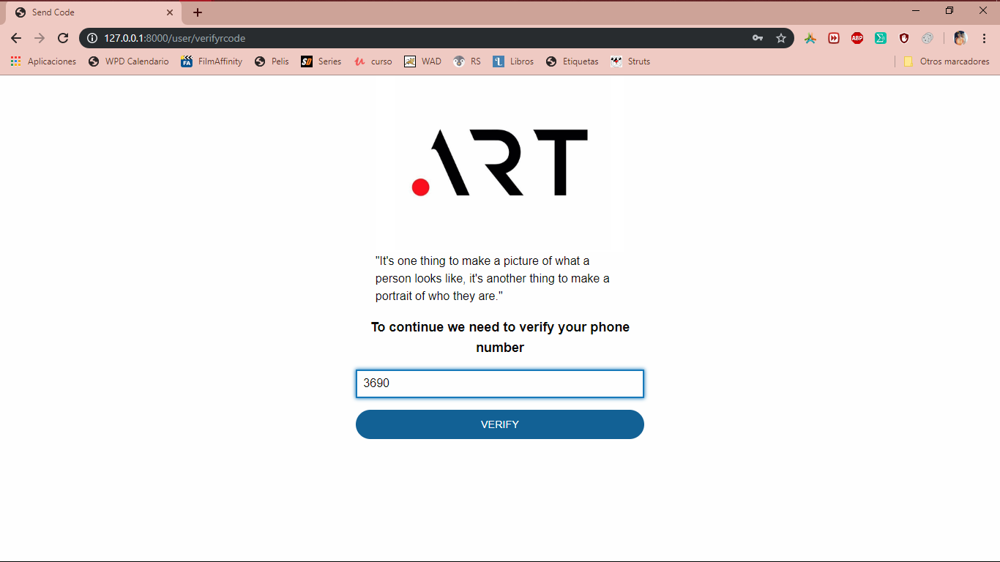 Send Code
127.0.0.1:8000/user/verifyrcode
ABP
Aplicaciones
WPD Calendario
FA
FilmAffinity
Pelis
Series
curso
WAD
RS
Libros
Etiquetas
Struts
Otros marcadores
ART
"It's one thing to make a picture of what a
person looks like, it's another thing to make a
portrait of who they are."
To continue we need to verify your phone
number
3690
VERIFY